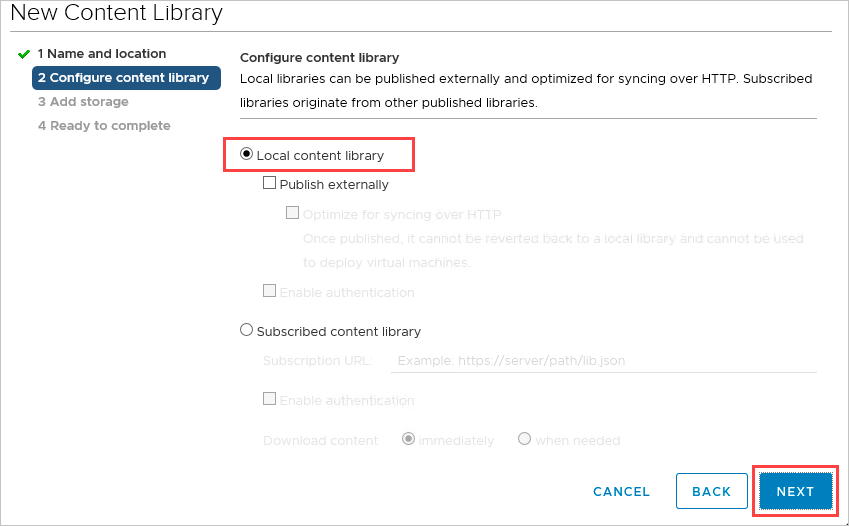 New Content Library
1 Name and location
2 Configure content library
3 Add storage
4 Ready to complete
Configure content library
Local libraries can be published externally and optimized for syncing over HTTP. Subscribed
libraries originate from other published libraries.
Local content library
Publish externally
Optimize for syncing over HTTP
Once published, it cannot be reverted back to a local library and cannot be used
to deploy virtual machines.
Enable authentication
Subscribed content library
Subscription URL: Example: https://server/path/lib.json
Enable authentication
Download content immediately when needed
CANCEL BACK NEXT